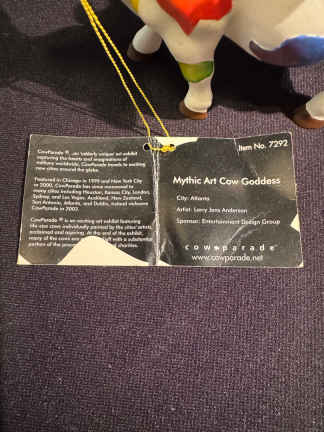 CowParade ®, an 'udderly unique' art exhibit
capturing the hearts and imaginations of
millions worldwide, CowParade travels to exciting
new cities around the globe.
Featured in Chicago in 1999 and New York City
in 2000, CowParade has since moooved to
many cities including Houston, Kansas City, London,
Sydney, and Las Vegas. Auckland, New Zealand,
San Antonio, Atlanta, and Dublin, Ireland welcome
CowParade in 2003.
CowParade ® is an exciting art exhibit featuring
life size cows individually painted by the cities' artists,
acclaimed and aspiring. At the end of the exhibit,
many of the cows are off with a substantial
portion of the charities.
Item No. 7292
Mythic Art Cow Goddess
City: Atlanta
Artist: Larry Jens Anderson
Sponsor: Entertainment Design Group
cowparade
www.cowparade.net